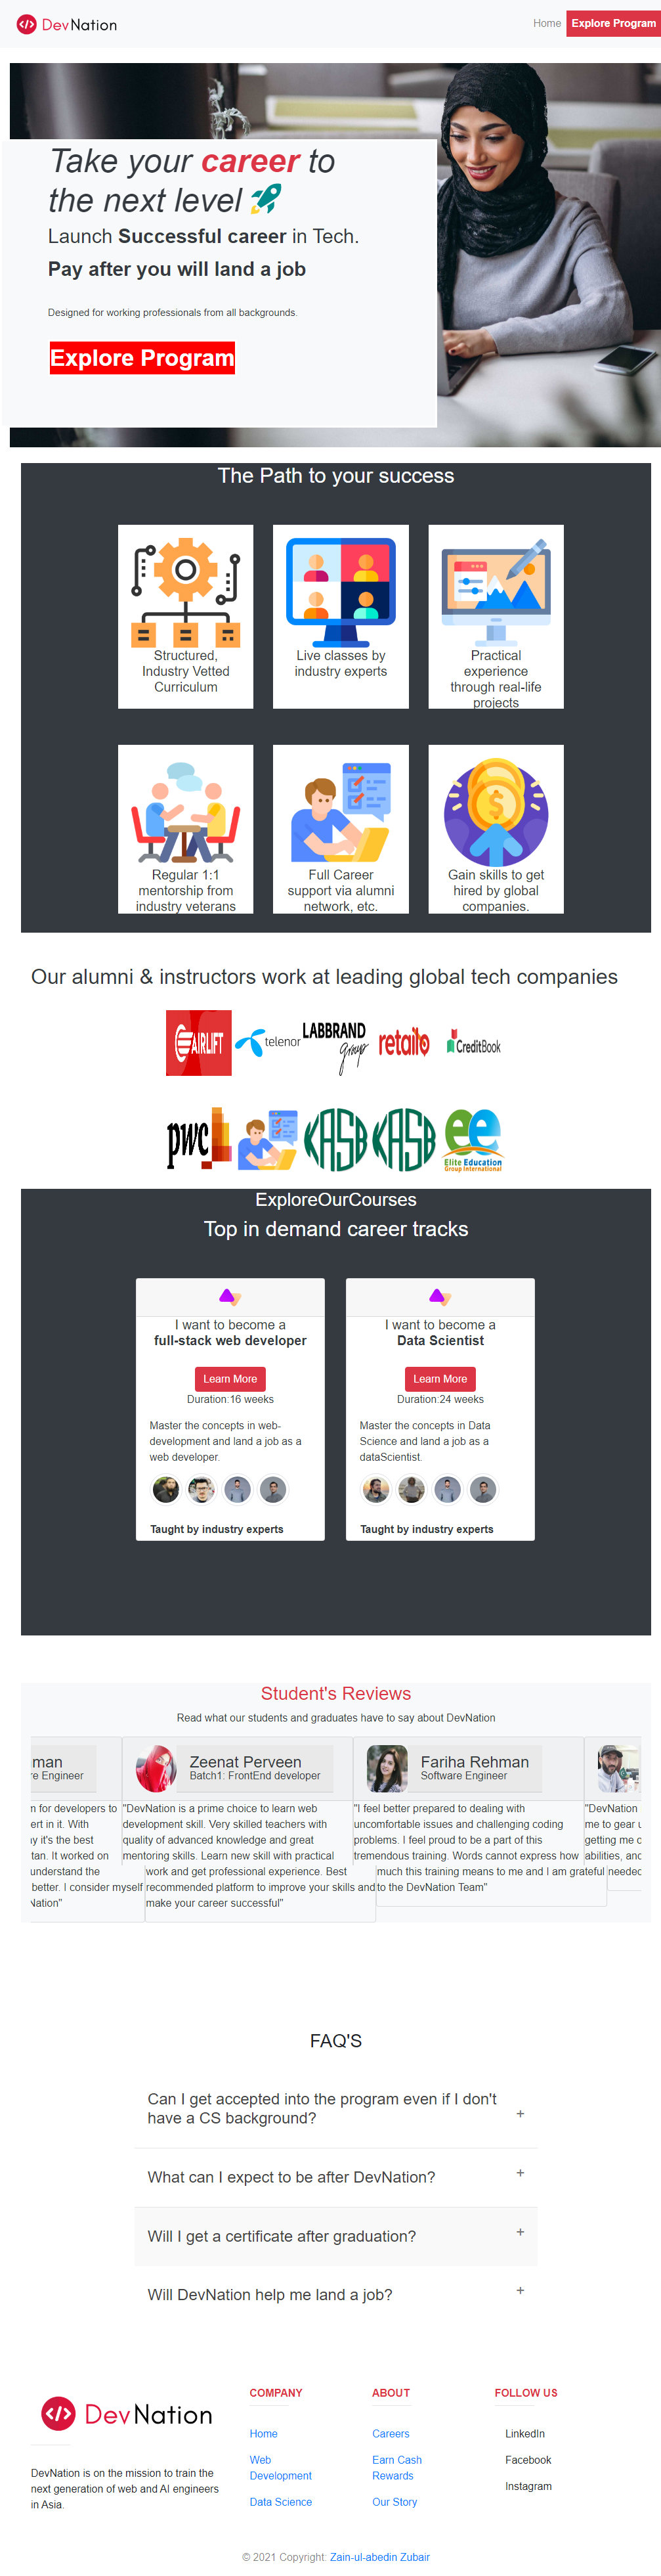 DevNation
Home Explore Program
Take your career to
the next level
Launch Successful career in Tech.
Pay after you will land a job
Designed for working professionals from all backgrounds.
Explore Program
The Path to your success
Structured,
Industry Vetted
Curriculum
Live classes by
industry experts
Practical
experience
through real-life
projects
Regular 1:1
mentorship from
industry veterans
Full Career
support via alumni
network, etc.
Gain skills to get
hired by global
companies.
Our alumni & instructors work at leading global tech companies
AIRLIFT
telenor
LABBRAND
group
retailo
CreditBook
pwc
KASB
KASB
ee
Elite Education
Group International
ExploreOurCourses
Top in demand career tracks
I want to become a
full-stack web developer
Learn More
Duration:16 weeks
Master the concepts in web-
development and land a job as a
web developer.
Taught by industry experts
I want to become a
Data Scientist
Learn More
Duration:24 weeks
Master the concepts in Data
Science and land a job as a
dataScientist.
Taught by industry experts
Student's Reviews
Read what our students and graduates have to say about DevNation
man
re Engineer
n for developers to
ert in it. With
y it's the best
tan. It worked on
understand the
better. I consider myself
Nation"
Zeenat Perveen
Batch1: FrontEnd developer
"DevNation is a prime choice to learn web
development skill. Very skilled teachers with
quality of advanced knowledge and great
mentoring skills. Learn new skill with practical
work and get professional experience. Best
recommended platform to improve your skills and
make your career successful"
Fariha Rehman
Software Engineer
"I feel better prepared to dealing with
uncomfortable issues and challenging coding
problems. I feel proud to be a part of this
tremendous training. Words cannot express how
much this training means to me and I am grateful
to the DevNation Team"
"DevNation
me to gear u
getting me c
abilities, and
needed
FAQ'S
Can I get accepted into the program even if I don't
have a CS background?
+
What can I expect to be after DevNation?
+
Will I get a certificate after graduation?
+
Will DevNation help me land a job?
+
DevNation
DevNation is on the mission to train the
next generation of web and AI engineers
in Asia.
COMPANY
Home
Web
Development
Data Science
ABOUT
Careers
Earn Cash
Rewards
Our Story
FOLLOW US
LinkedIn
Facebook
Instagram
© 2021 Copyright: Zain-ul-abedin Zubair